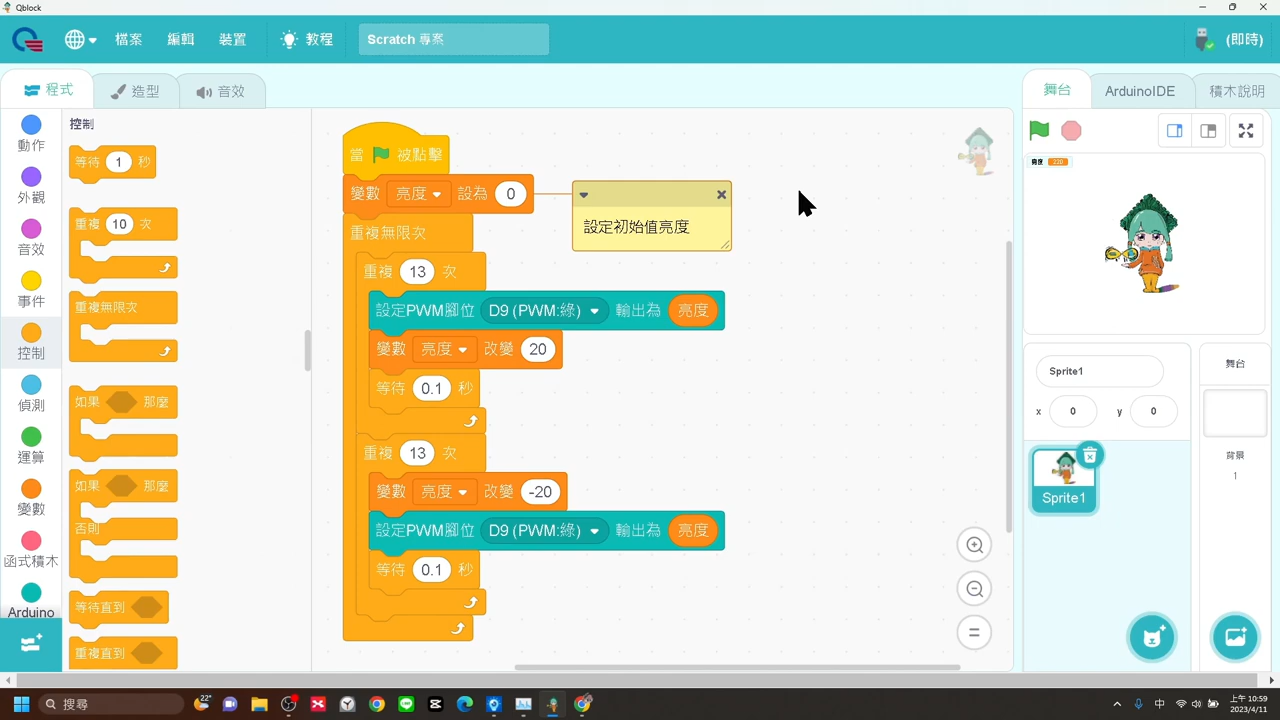 Qblock
檔案
編輯
裝置
教程
Scratch 專案
(即時)
程式
造型
音效
舞台
ArduinoIDE
積木說明
動作
外觀
音效
事件
控制
偵測
運算
變數
函式積木
Arduino
控制
等待 1 秒
重複 10 次
重複無限次
如果 那麼
如果 那麼
否則
等待直到
重複直到
當 被點擊
變數 亮度 設為 0
設定初始值亮度
重複無限次
重複 13 次
設定PWM腳位 D9 (PWM:綠) 輸出為 亮度
變數 亮度 改變 20
等待 0.1 秒
重複 13 次
變數 亮度 改變 -20
設定PWM腳位 D9 (PWM:綠) 輸出為 亮度
等待 0.1 秒
亮度 220
Sprite1
x 0 y 0
Sprite1
舞台
背景
1
搜尋
22°
中
上午 10:59
2023/4/11